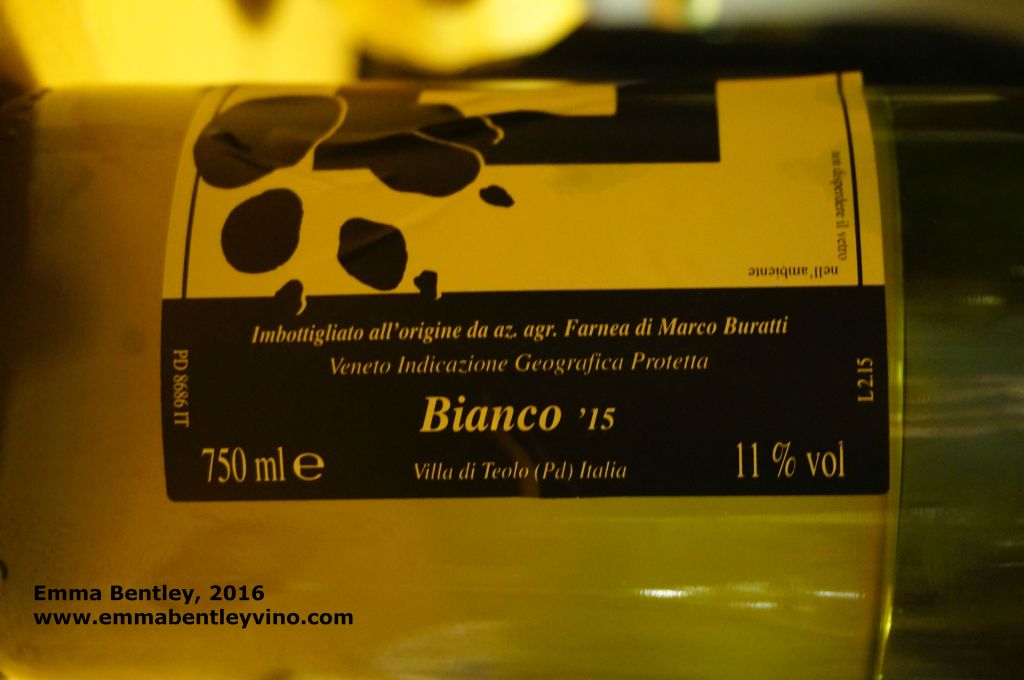 non disperdere il vetro
nell'ambiente
Imbottigliato all'origine da az. agr. Farnea di Marco Buratti
Veneto Indicazione Geografica Protetta
PD 8686 IT
L 2.15
Bianco '15
750 ml e
Villa di Teolo (Pd) Italia
11 % vol
Emma Bentley, 2016
www.emmabentleyvino.com